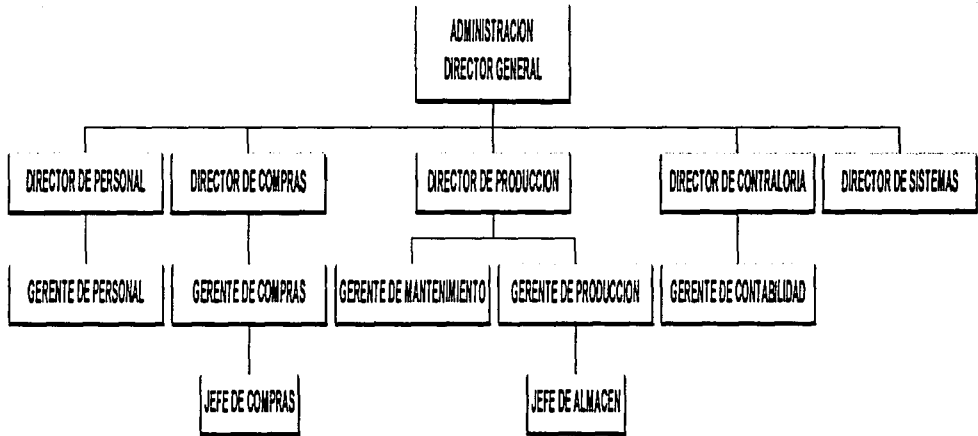 ADMINISTRACION
DIRECTOR GENERAL
DIRECTOR DE PERSONAL
DIRECTOR DE COMPRAS
DIRECTOR DE PRODUCCION
DIRECTOR DE CONTRALORIA
DIRECTOR DE SISTEMAS
GERENTE DE PERSONAL
GERENTE DE COMPRAS
GERENTE DE MANTENIMIENTO
GERENTE DE PRODUCCION
GERENTE DE CONTABILIDAD
JEFE DE COMPRAS
JEFE DE ALMACEN